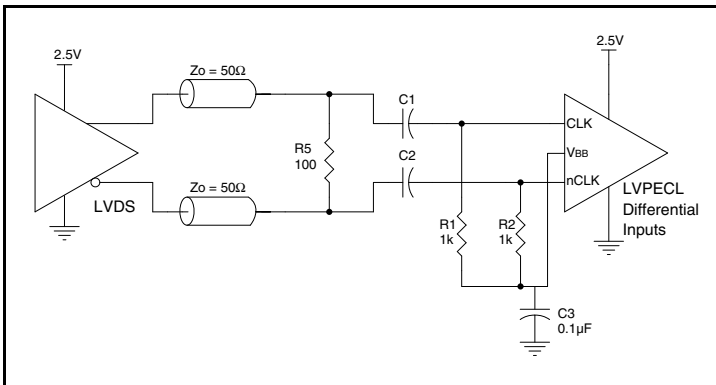 2.5V
2.5V
Zo = 50Ω
C1
CLK
R5
100
VBB
C2
nCLK
Zo = 50Ω
LVDS
LVPECL
Differential
Inputs
R1
1k
R2
1k
C3
0.1µF